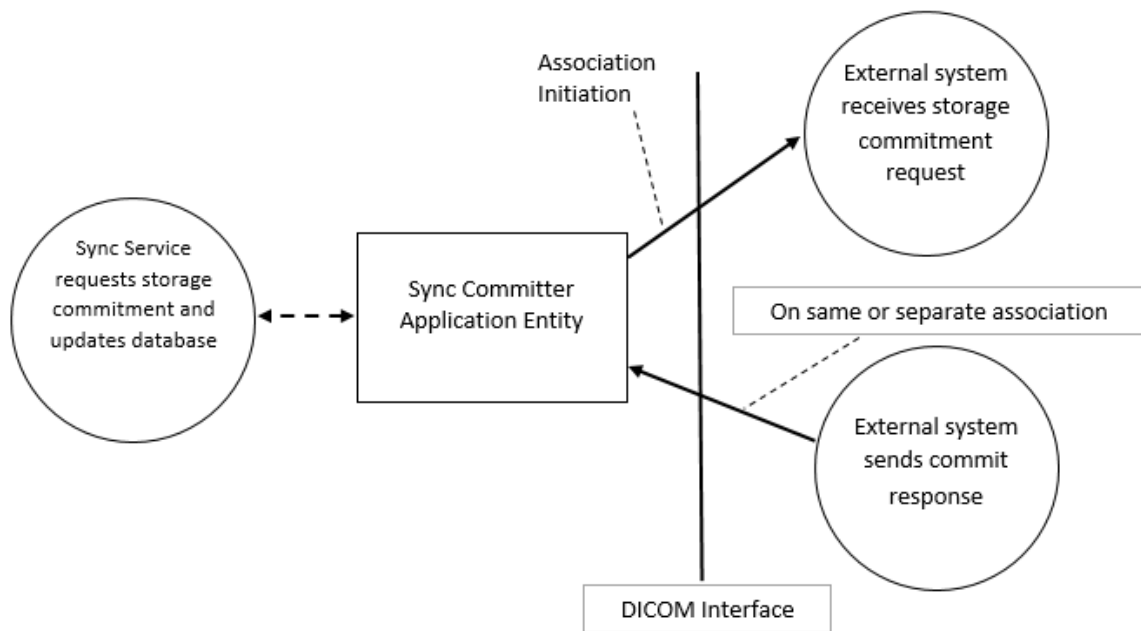 Association
Initiation
External system
receives storage
commitment
request
Sync Service
requests storage
commitment and
updates database
Sync Committer
Application Entity
On same or separate association
External system
sends commit
response
DICOM Interface